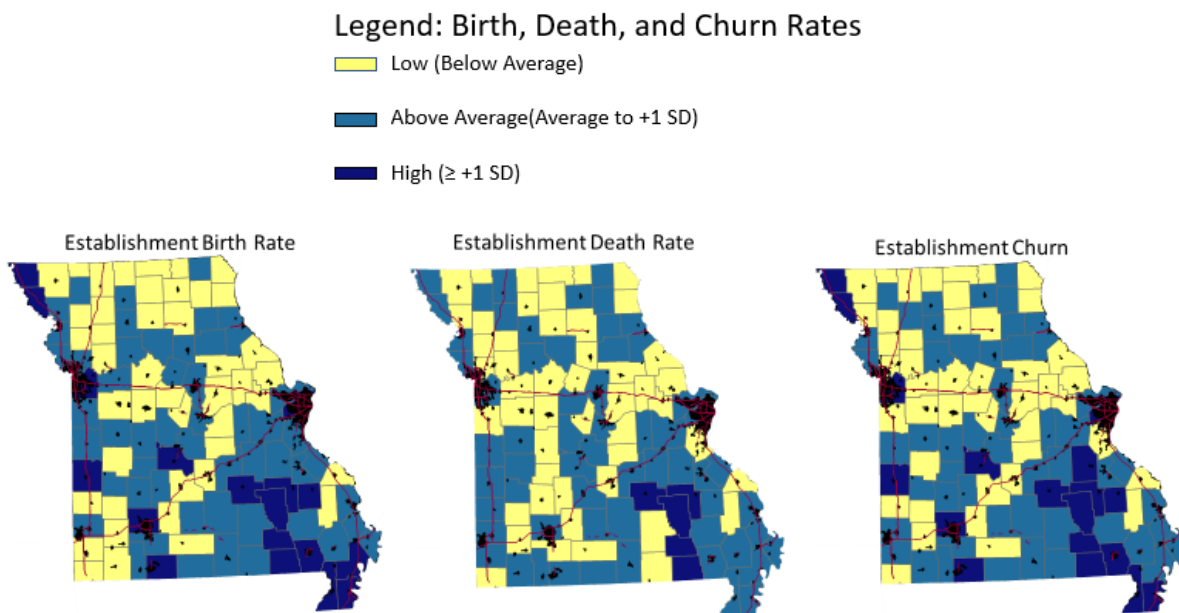 Legend: Birth, Death, and Churn Rates
Low (Below Average)
Above Average(Average to +1 SD)
High (≥ +1 SD)
Establishment Birth Rate
Establishment Death Rate
Establishment Churn